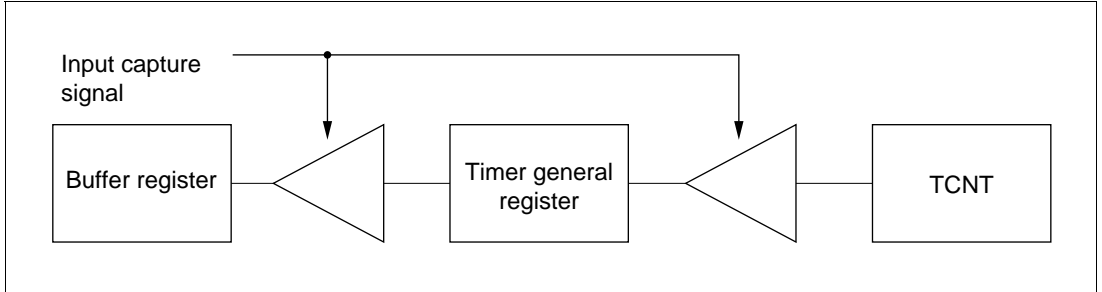 Input capture
signal
Buffer register
Timer general
register
TCNT